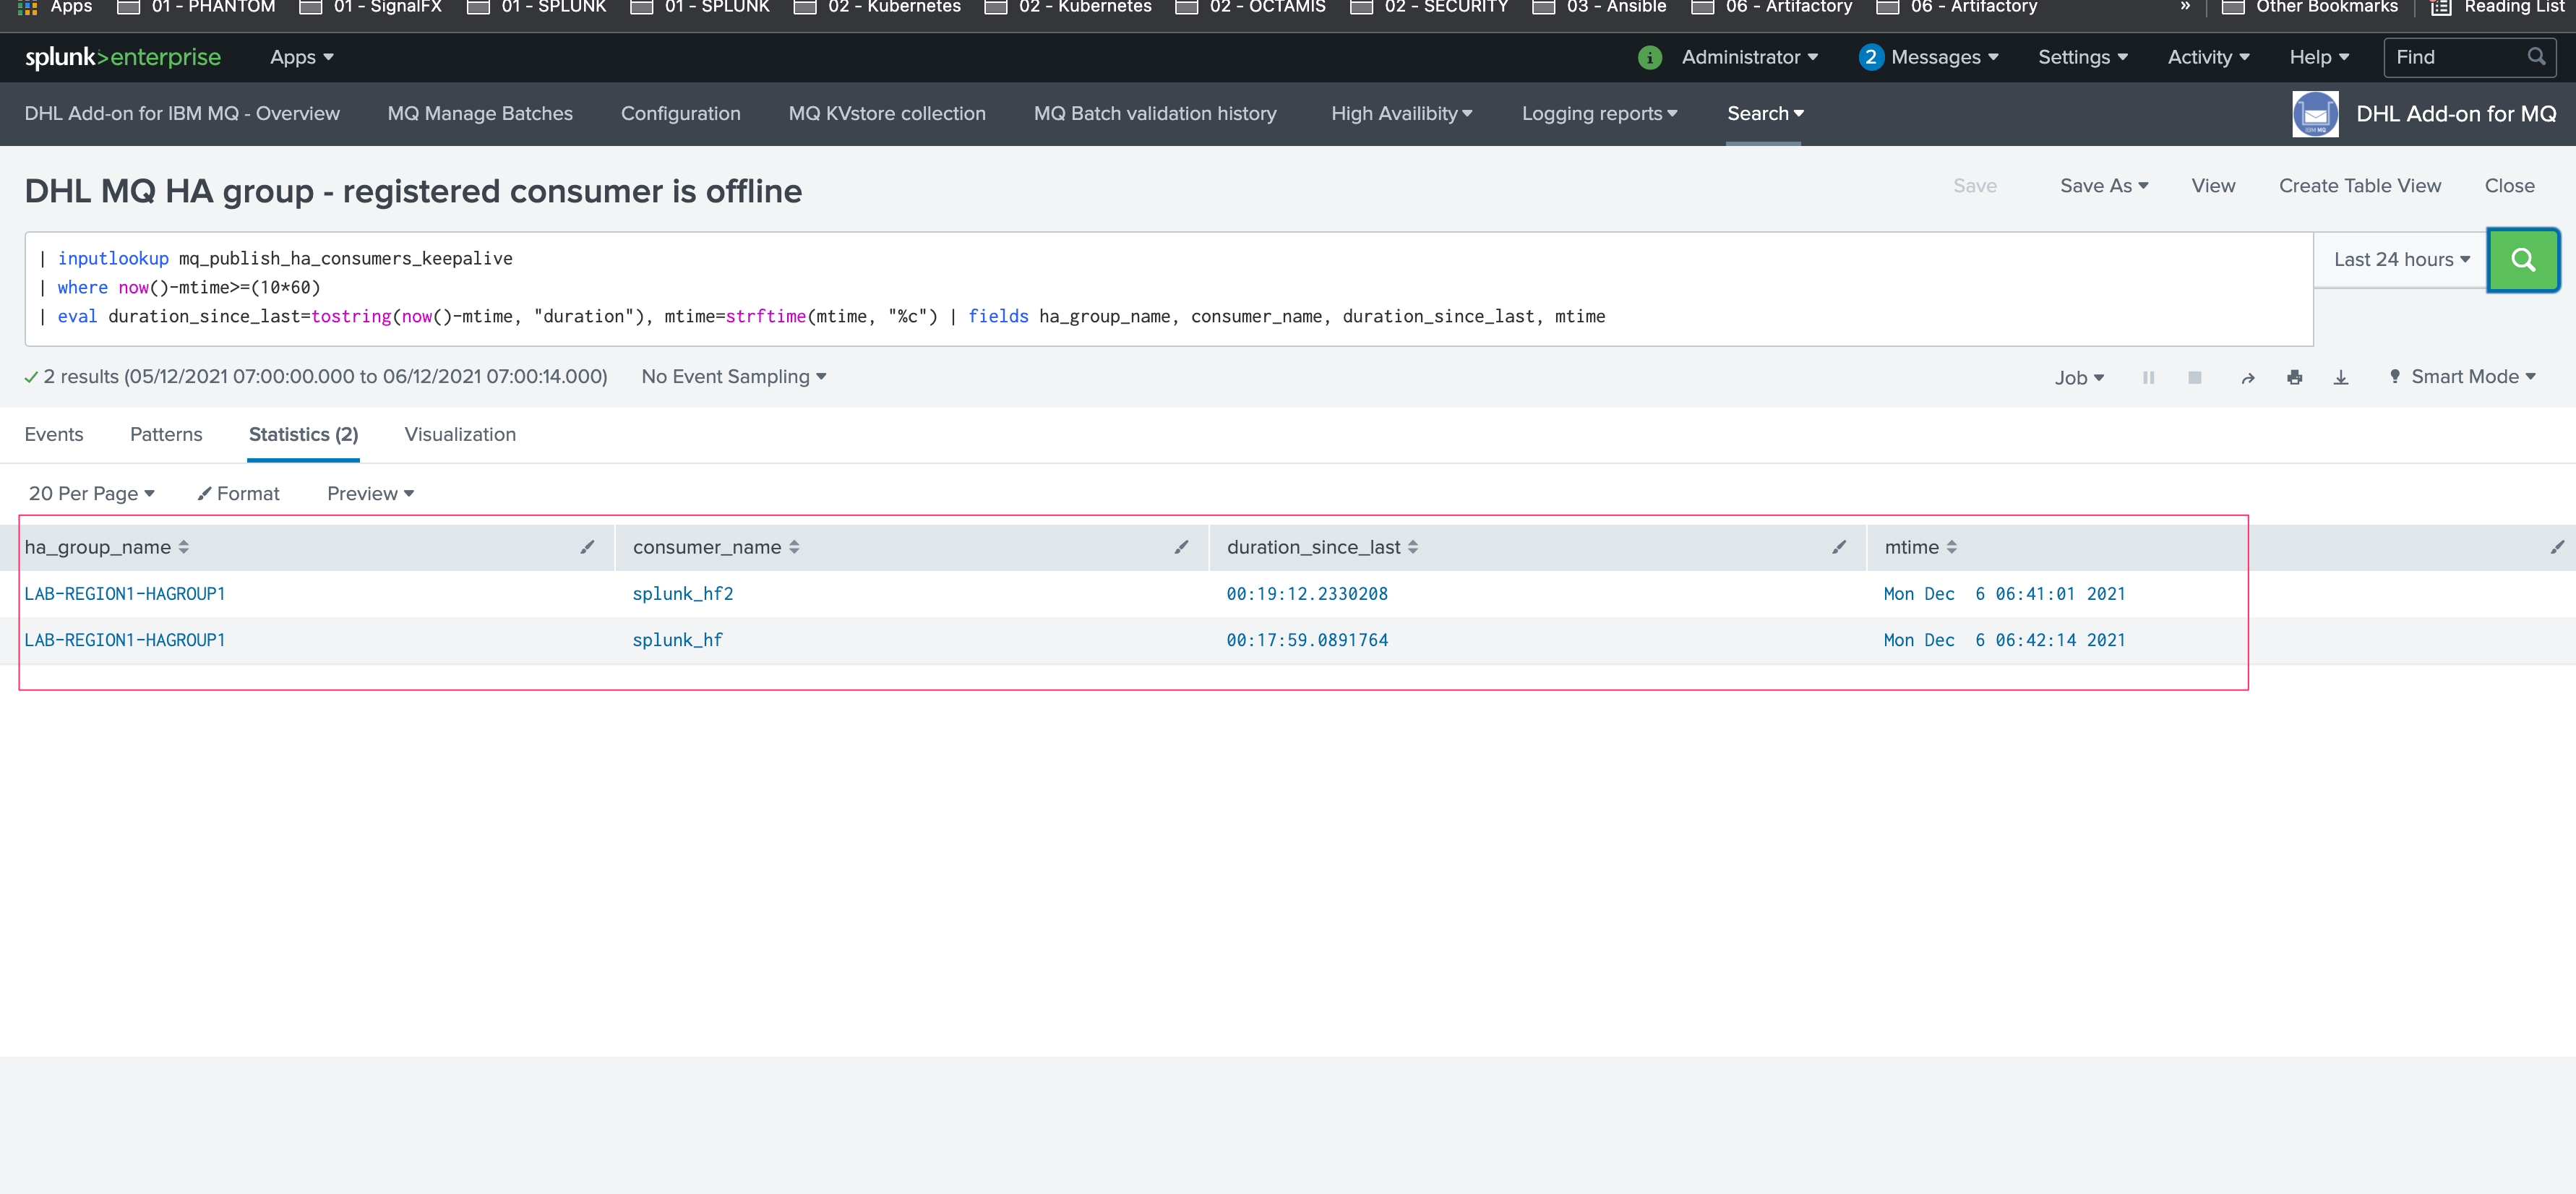 Apps 01 - PHANTOM 01 - SignalFX 01 - SPLUNK 01 - SPLUNK 02 - Kubernetes 02 - Kubernetes 02 - OCTAMIS 02 - SECURITY 03 - Ansible 06 - Artifactory 06 - Artifactory » Other Bookmarks Reading List
splunk>enterprise Apps i Administrator 2 Messages Settings Activity Help Find
DHL Add-on for IBM MQ - Overview MQ Manage Batches Configuration MQ KVstore collection MQ Batch validation history High Availibity Logging reports Search IBM MQ DHL Add-on for MQ
DHL MQ HA group - registered consumer is offline Save Save As View Create Table View Close
| inputlookup mq_publish_ha_consumers_keepalive
| where now()-mtime>=(10*60)
| eval duration_since_last=tostring(now()-mtime, "duration"), mtime=strftime(mtime, "%c") | fields ha_group_name, consumer_name, duration_since_last, mtime
Last 24 hours
2 results (05/12/2021 07:00:00.000 to 06/12/2021 07:00:14.000) No Event Sampling Job Smart Mode
Events Patterns Statistics (2) Visualization
20 Per Page Format Preview
ha_group_name consumer_name duration_since_last mtime
LAB-REGION1-HAGROUP1 splunk_hf2 00:19:12.2330208 Mon Dec  6 06:41:01 2021
LAB-REGION1-HAGROUP1 splunk_hf 00:17:59.0891764 Mon Dec  6 06:42:14 2021